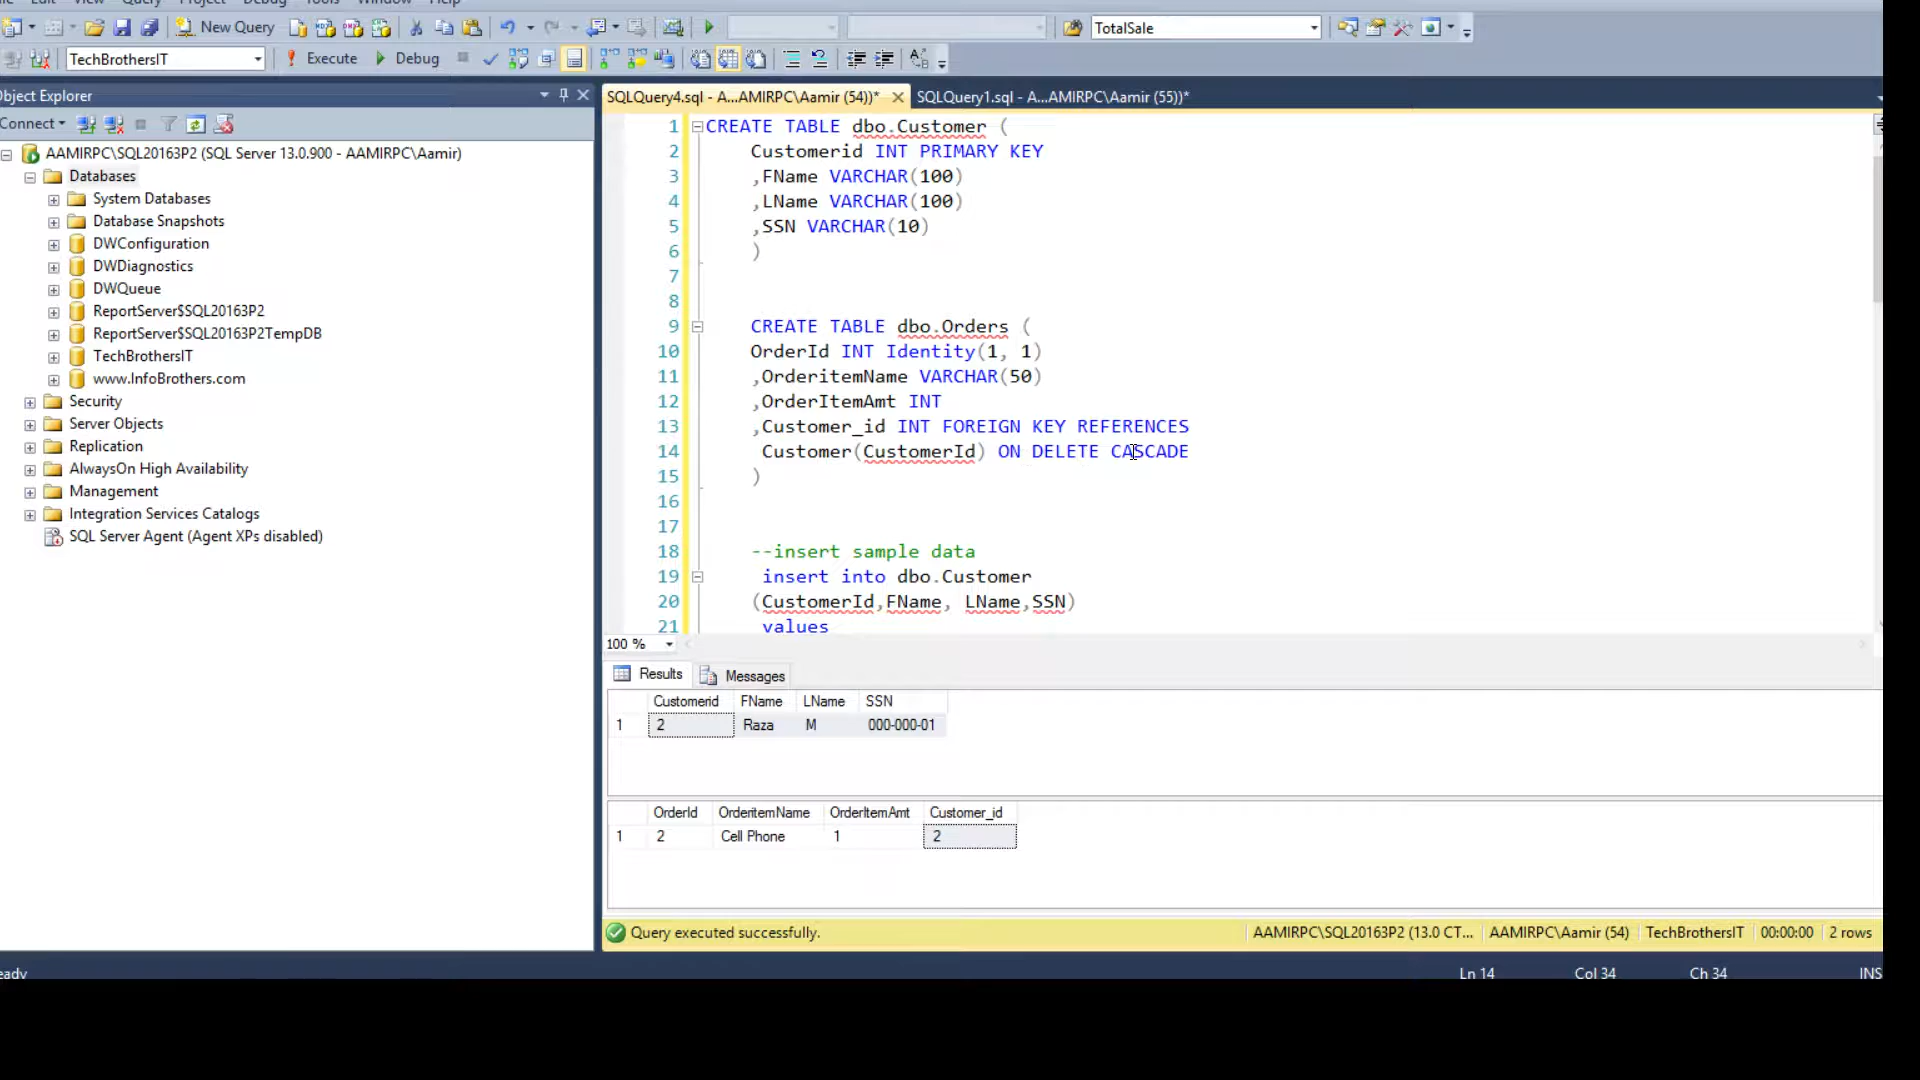 Edit View Query Project Debug Tools Window Help
New Query TotalSale
TechBrothersIT Execute Debug
Object Explorer
Connect
AAMIRPC\SQL20163P2 (SQL Server 13.0.900 - AAMIRPC\Aamir)
Databases
System Databases
Database Snapshots
DWConfiguration
DWDiagnostics
DWQueue
ReportServer$SQL20163P2
ReportServer$SQL20163P2TempDB
TechBrothersIT
www.InfoBrothers.com
Security
Server Objects
Replication
AlwaysOn High Availability
Management
Integration Services Catalogs
SQL Server Agent (Agent XPs disabled)
SQLQuery4.sql - A...AMIRPC\Aamir (54))* SQLQuery1.sql - A...AMIRPC\Aamir (55))*
1 CREATE TABLE dbo.Customer (
2 Customerid INT PRIMARY KEY
3 ,FName VARCHAR(100)
4 ,LName VARCHAR(100)
5 ,SSN VARCHAR(10)
6 )
7
8
9 CREATE TABLE dbo.Orders (
10 OrderId INT Identity(1, 1)
11 ,OrderitemName VARCHAR(50)
12 ,OrderItemAmt INT
13 ,Customer_id INT FOREIGN KEY REFERENCES
14 Customer(CustomerId) ON DELETE CASCADE
15 )
16
17
18 --insert sample data
19 insert into dbo.Customer
20 (CustomerId,FName, LName,SSN)
21 values
100 %
Results Messages
Customerid FName LName SSN
1 2 Raza M 000-000-01
OrderId OrderitemName OrderItemAmt Customer_id
1 2 Cell Phone 1 2
Query executed successfully. AAMIRPC\SQL20163P2 (13.0 CT... AAMIRPC\Aamir (54) TechBrothersIT 00:00:00 2 rows
eady Ln 14 Col 34 Ch 34 INS